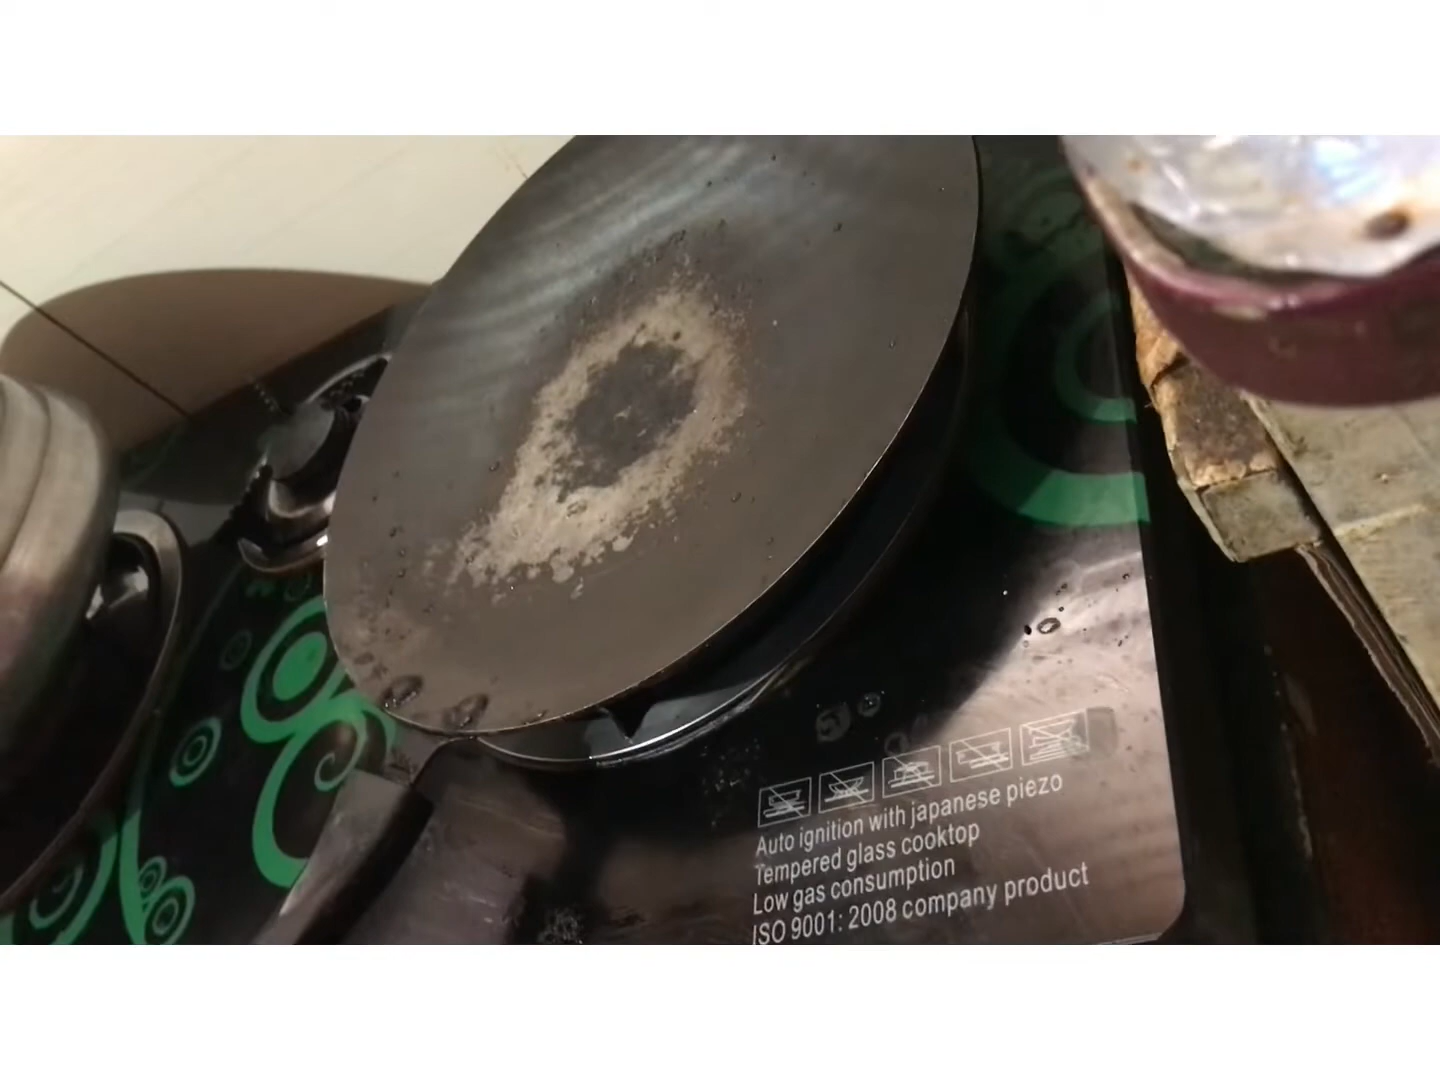 Auto ignition with japanese piezo
Tempered glass cooktop
Low gas consumption
ISO 9001: 2008 company product